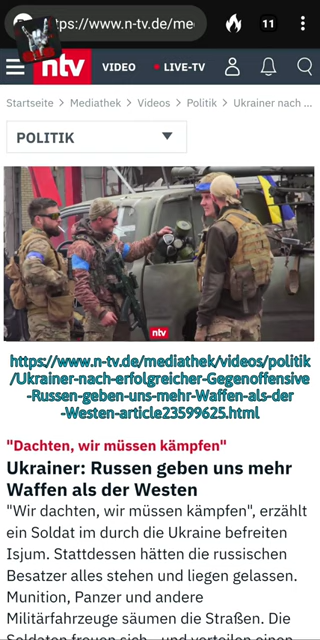 https://www.n-tv.de/med
11
ntv
VIDEO
LIVE-TV
Startseite > Mediathek > Videos > Politik > Ukrainer nach ...
POLITIK
ntv
https://www.n-tv.de/mediathek/videos/politik
/Ukrainer-nach-erfolgreicher-Gegenoffensive
-Russen-geben-uns-mehr-Waffen-als-der
-Westen-article23599625.html
"Dachten, wir müssen kämpfen"
Ukrainer: Russen geben uns mehr
Waffen als der Westen
"Wir dachten, wir müssen kämpfen", erzählt
ein Soldat im durch die Ukraine befreiten
Isjum. Stattdessen hätten die russischen
Besatzer alles stehen und liegen gelassen.
Munition, Panzer und andere
Militärfahrzeuge säumen die Straßen. Die
Soldaten freuen sich – und verteilen einen